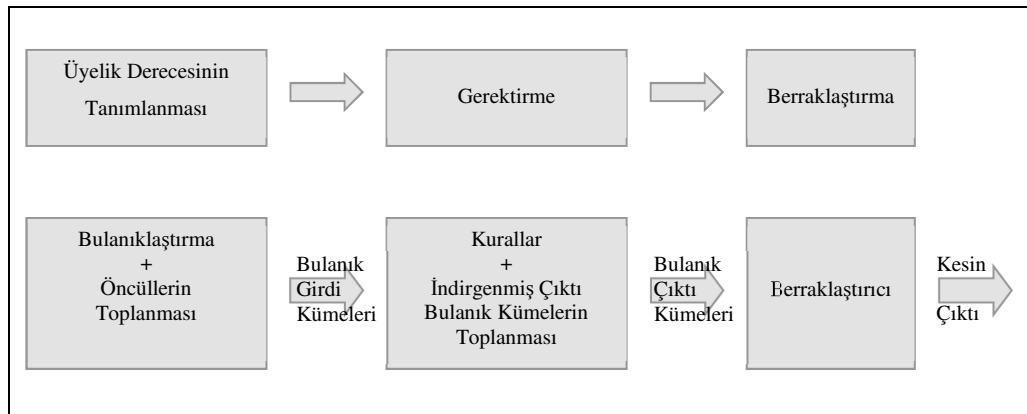 Üyelik Derecesinin
Tanımlanması
Gerektirme
Berraklaştırma
Bulanıklaştırma
+
Öncüllerin
Toplanması
Bulanık
Girdi
Kümeleri
Kurallar
+
İndirgenmiş Çıktı
Bulanık Kümelerin
Toplanması
Bulanık
Çıktı
Kümeleri
Berraklaştırıcı
Kesin
Çıktı